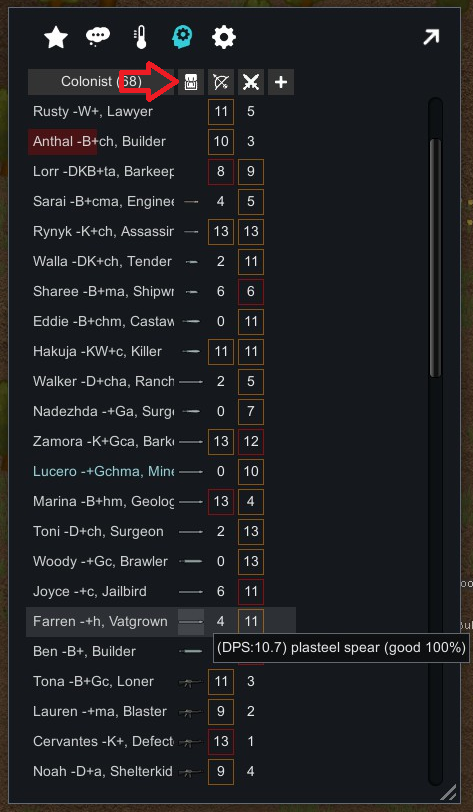 Colonist (68)
Rusty -W+, Lawyer 11 5
Anthal -B+ch, Builder 10 3
Lorr -DKB+ta, Barkeep 8 9
Sarai -B+cma, Enginee 4 5
Rynyk -K+ch, Assassin 13 13
Walla -DK+ch, Tender 2 11
Sharee -B+ma, Shipwr 6 6
Eddie -B+chm, Castaw 0 11
Hakuja -KW+c, Killer 11 11
Walker -D+cha, Ranch 2 5
Nadezhda -+Ga, Surge 0 7
Zamora -K+Gca, Bark 13 12
Lucero -+Gchma, Mine 0 10
Marina -B+hm, Geolog 13 4
Toni -D+ch, Surgeon 2 13
Woody -+Gc, Brawler 0 13
Joyce -+c, Jailbird 6 11
Farren -+h, Vatgrown 4 11
Ben -B+, Builder
(DPS:10.7) plasteel spear (good 100%)
Tona -B+Gc, Loner 11 3
Lauren -+ma, Blaster 9 2
Cervantes -K+, Defect 13 1
Noah -D+a, Shelterkid 9 4